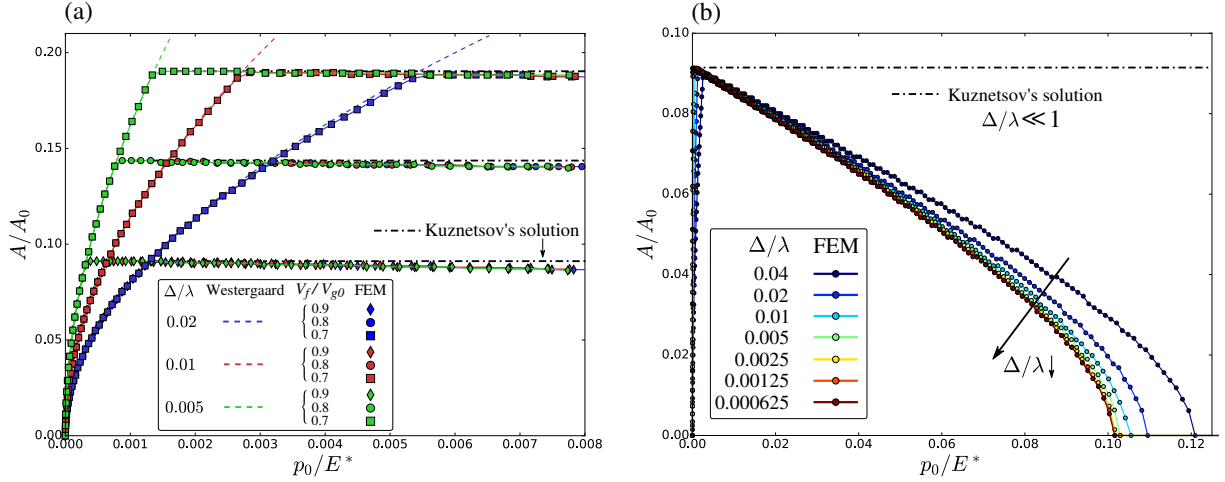 (a)
A/A₀
0.20
0.15
0.10
0.05
0.00
0.000 0.001 0.002 0.003 0.004 0.005 0.006 0.007 0.008
p₀/E*
Kuznetsov's solution
Δ/λ Westergaard V_f/V_g0 FEM
0.02
0.9
0.8
0.7
0.01
0.9
0.8
0.7
0.005
0.9
0.8
0.7
(b)
A/A₀
0.10
0.08
0.06
0.04
0.02
0.00
0.00 0.02 0.04 0.06 0.08 0.10 0.12
p₀/E*
Kuznetsov's solution
Δ/λ≪1
Δ/λ FEM
0.04
0.02
0.01
0.005
0.0025
0.00125
0.000625
Δ/λ↓